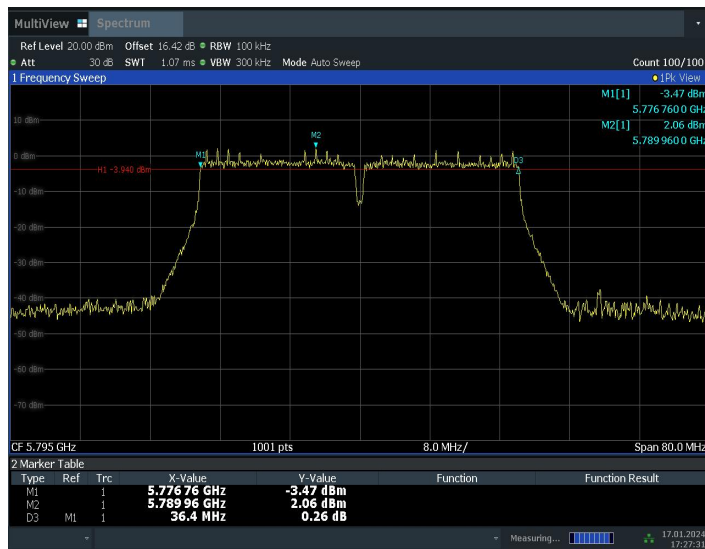 MultiView Spectrum
Ref Level 20.00 dBm Offset 16.42 dB RBW 100 kHz
Att 30 dB SWT 1.07 ms VBW 300 kHz Mode Auto Sweep Count 100/100
1 Frequency Sweep 1Pk View
M1[1] -3.47 dBm
5.776 760 0 GHz
M2[1] 2.06 dBm
5.789 960 0 GHz
10 dBm
M2
0 dBm
M1
D3
H1 -3.940 dBm
-10 dBm
-20 dBm
-30 dBm
-40 dBm
-50 dBm
-60 dBm
-70 dBm
CF 5.795 GHz 1001 pts 8.0 MHz/ Span 80.0 MHz
2 Marker Table
Type Ref Trc X-Value Y-Value Function Function Result
M1 1 5.776 76 GHz -3.47 dBm
M2 1 5.789 96 GHz 2.06 dBm
D3 M1 1 36.4 MHz 0.26 dB
Measuring... 17.01.2024
17:27:31